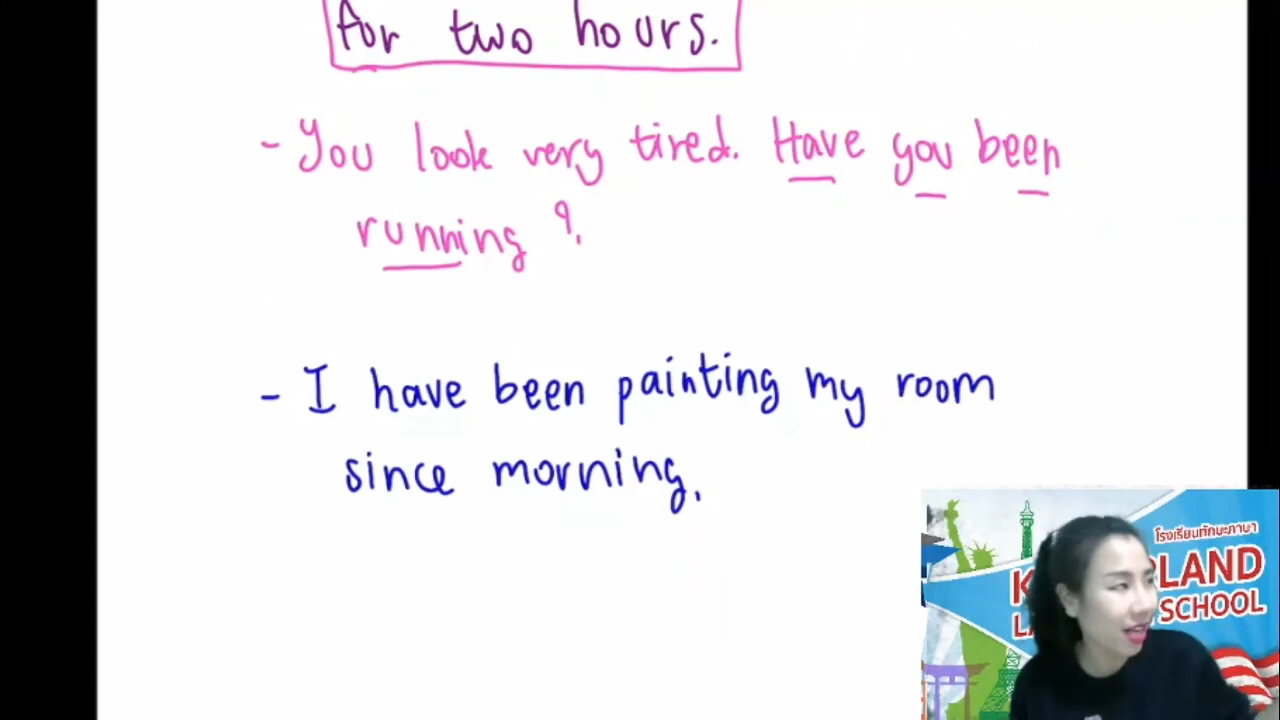 for two hours.
- You look very tired. Have you been
running ?
- I have been painting my room
since morning.
โรงเรียนทักษะภาษา
LAND
SCHOOL